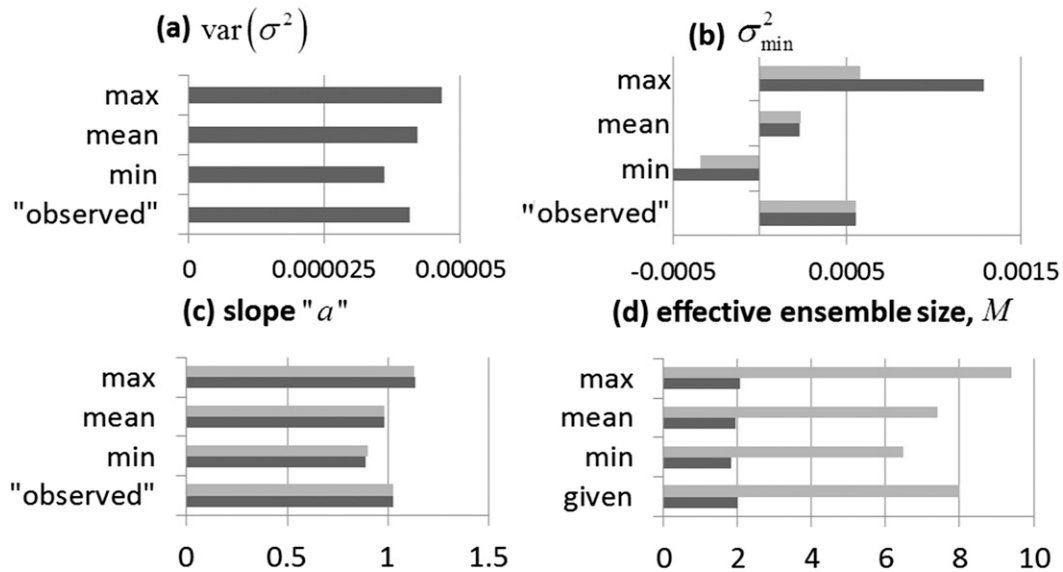 (a) var(σ²)
max
mean
min
"observed"
0 0.000025 0.00005
(b) σ²min
max
mean
min
"observed"
-0.0005 0.0005 0.0015
(c) slope "a"
max
mean
min
"observed"
0 0.5 1 1.5
(d) effective ensemble size, M
max
mean
min
given
0 2 4 6 8 10